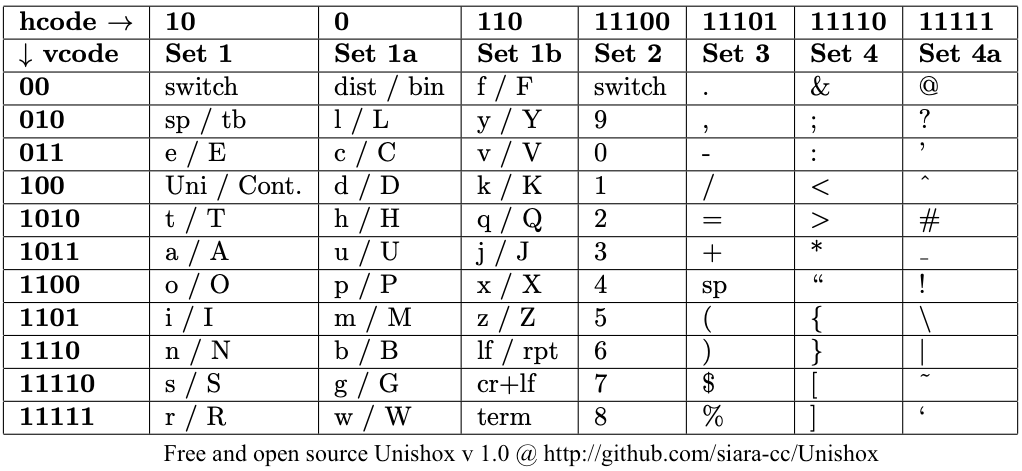 hcode → 10 0 110 11100 11101 11110 11111
↓ vcode Set 1 Set 1a Set 1b Set 2 Set 3 Set 4 Set 4a
00 switch dist / bin f / F switch . & @
010 sp / tb l / L y / Y 9 , ; ?
011 e / E c / C v / V 0 - : ’
100 Uni / Cont. d / D k / K 1 / < ^
1010 t / T h / H q / Q 2 = > #
1011 a / A u / U j / J 3 + * _
1100 o / O p / P x / X 4 sp “ !
1101 i / I m / M z / Z 5 ( { \
1110 n / N b / B lf / rpt 6 ) } |
11110 s / S g / G cr+lf 7 $ [ ~
11111 r / R w / W term 8 % ] ‘
Free and open source Unishox v 1.0 @ http://github.com/siara-cc/Unishox